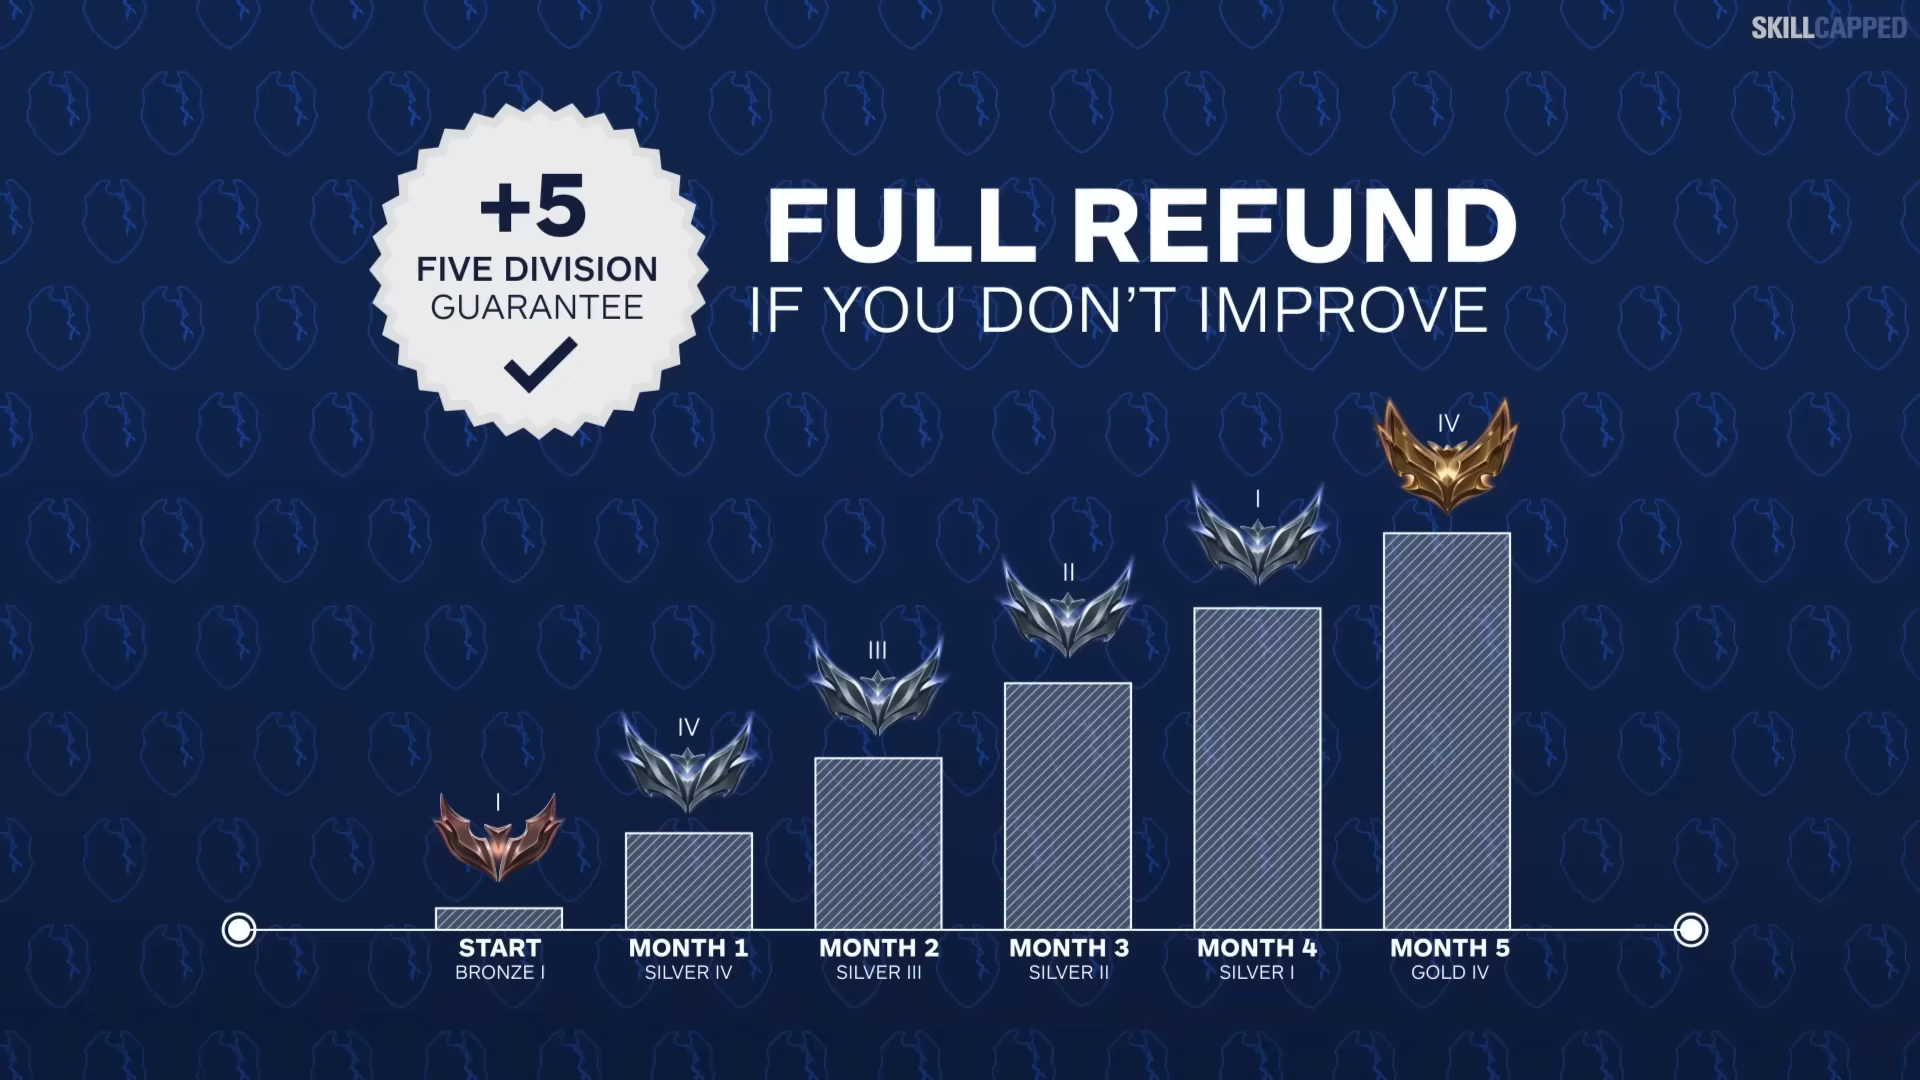 SKILLCAPPED
+5
FIVE DIVISION
GUARANTEE
FULL REFUND
IF YOU DON'T IMPROVE
I
IV
III
II
I
IV
START
BRONZE I
MONTH 1
SILVER IV
MONTH 2
SILVER III
MONTH 3
SILVER II
MONTH 4
SILVER I
MONTH 5
GOLD IV